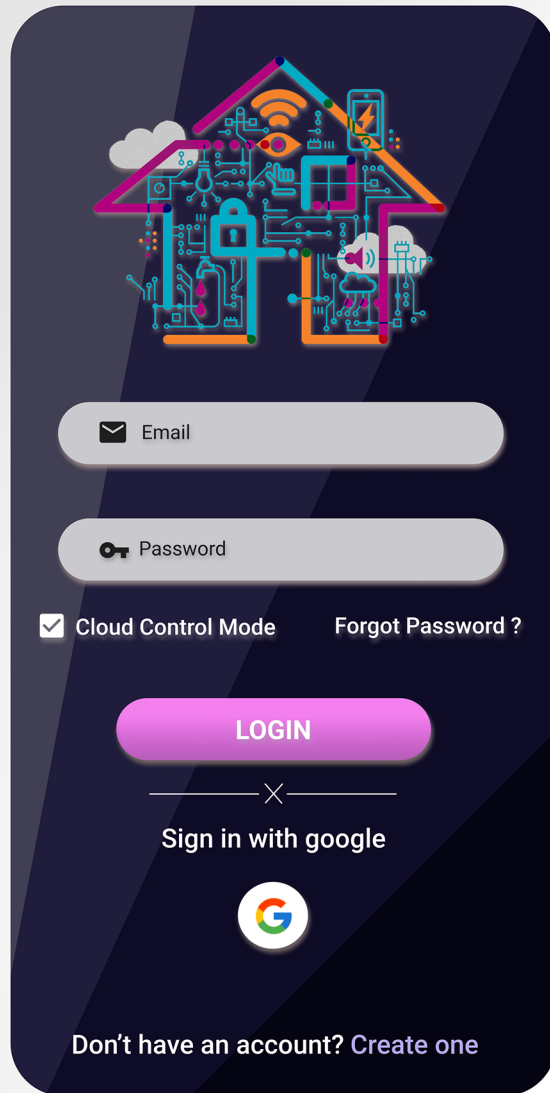 Email
Password
Cloud Control Mode Forgot Password ?
LOGIN
Sign in with google
Don’t have an account? Create one